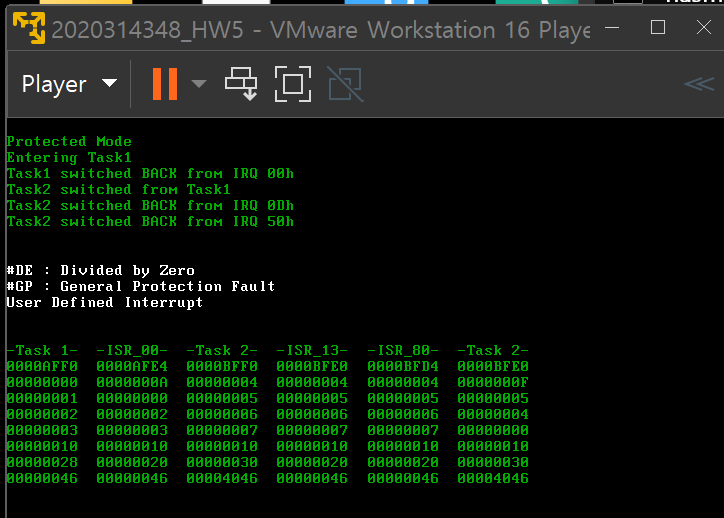 2020314348_HW5 - VMware Workstation 16 Playe
Player
Protected Mode
Entering Task1
Task1 switched BACK from IRQ 00h
Task2 switched from Task1
Task2 switched BACK from IRQ 0Dh
Task2 switched BACK from IRQ 50h
#DE : Divided by Zero
#GP : General Protection Fault
User Defined Interrupt
-Task 1- -ISR_00- -Task 2- -ISR_13- -ISR_80- -Task 2-
0000AFF0 0000AFE4 0000BFF0 0000BFE0 0000BFD4 0000BFE0
00000000 0000000A 00000004 00000004 00000004 0000000F
00000001 00000000 00000005 00000005 00000005 00000005
00000002 00000002 00000006 00000006 00000006 00000004
00000003 00000003 00000007 00000007 00000007 00000000
00000010 00000010 00000010 00000010 00000010 00000010
00000028 00000020 00000030 00000020 00000020 00000030
00000046 00000046 00004046 00000046 00000046 00004046